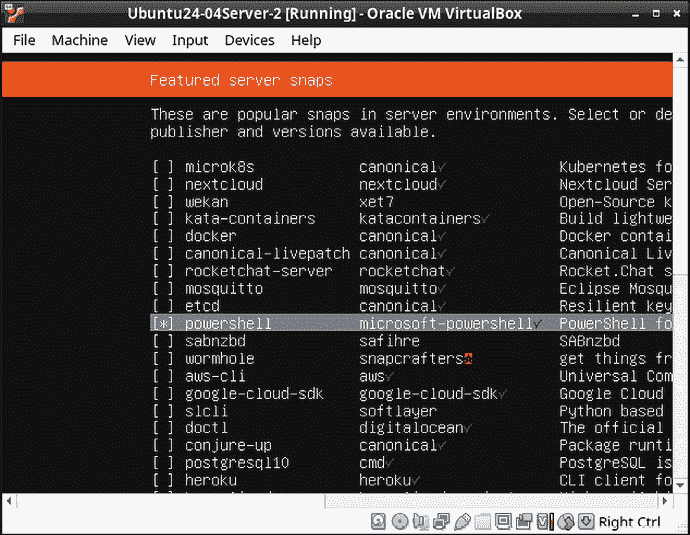 Ubuntu24-04Server-2 [Running] - Oracle VM VirtualBox
File Machine View Input Devices Help
Featured server snaps
These are popular snaps in server environments. Select or de
publisher and versions available.
[ ] microk8s canonical✓ Kubernetes fo
[ ] nextcloud nextcloud✓ Nextcloud Ser
[ ] wekan xet7 Open-Source k
[ ] kata-containers katacontainers✓ Build lightwe
[ ] docker canonical✓ Docker contai
[ ] canonical-livepatch canonical✓ Canonical Liv
[ ] rocketchat-server rocketchat✓ Rocket.Chat s
[ ] mosquitto mosquitto✓ Eclipse Mosqu
[ ] etcd canonical✓ Resilient key
[*] powershell microsoft-powershell✓ PowerShell fo
[ ] sabnzbd safihre SABnzbd
[ ] wormhole snapcrafters get things fr
[ ] aws-cli aws✓ Universal Com
[ ] google-cloud-sdk google-cloud-sdk✓ Google Cloud
[ ] slcli softlayer Python based
[ ] doctl digitalocean✓ The official
[ ] conjure-up canonical✓ Package runti
[ ] postgresql10 cmd✓ PostgreSQL is
[ ] heroku heroku✓ CLI client fo
Right Ctrl